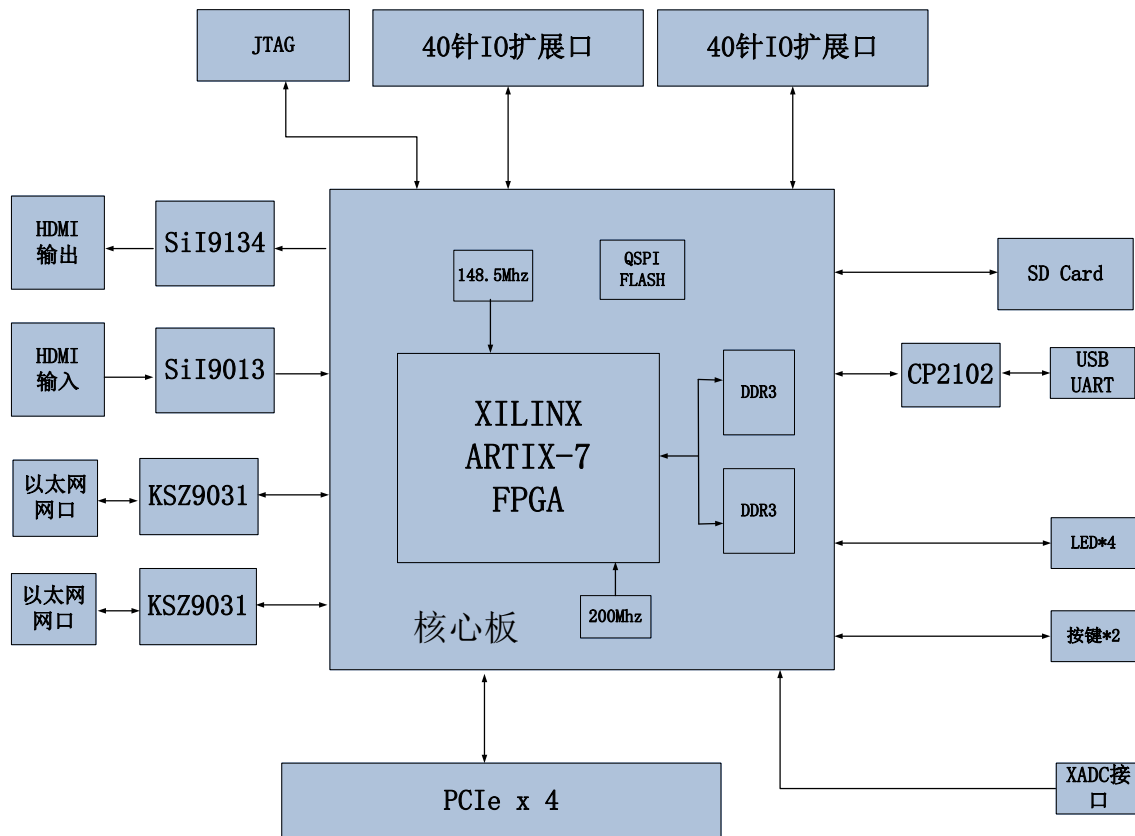 JTAG
40针IO扩展口
40针IO扩展口
HDMI
输出
SiI9134
148.5Mhz
QSPI
FLASH
SD Card
HDMI
输入
SiI9013
XILINX
ARTIX-7
FPGA
DDR3
DDR3
CP2102
USB
UART
以太网
网口
KSZ9031
LED*4
以太网
网口
KSZ9031
200Mhz
核心板
按键*2
PCIe x 4
XADC接
口